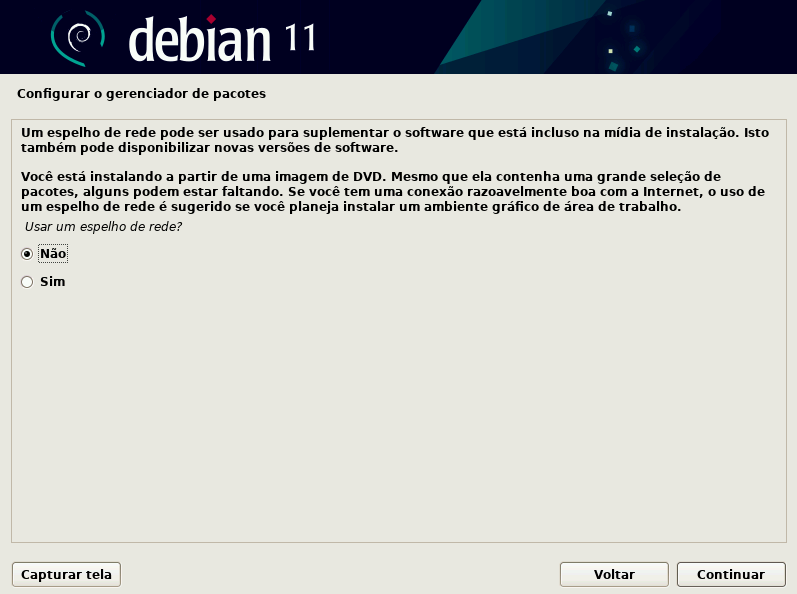 debian 11
Configurar o gerenciador de pacotes
Um espelho de rede pode ser usado para suplementar o software que está incluso na mídia de instalação. Isto
também pode disponibilizar novas versões de software.
Você está instalando a partir de uma imagem de DVD. Mesmo que ela contenha uma grande seleção de
pacotes, alguns podem estar faltando. Se você tem uma conexão razoavelmente boa com a Internet, o uso de
um espelho de rede é sugerido se você planeja instalar um ambiente gráfico de área de trabalho.
Usar um espelho de rede?
Não
Sim
Capturar tela
Voltar
Continuar